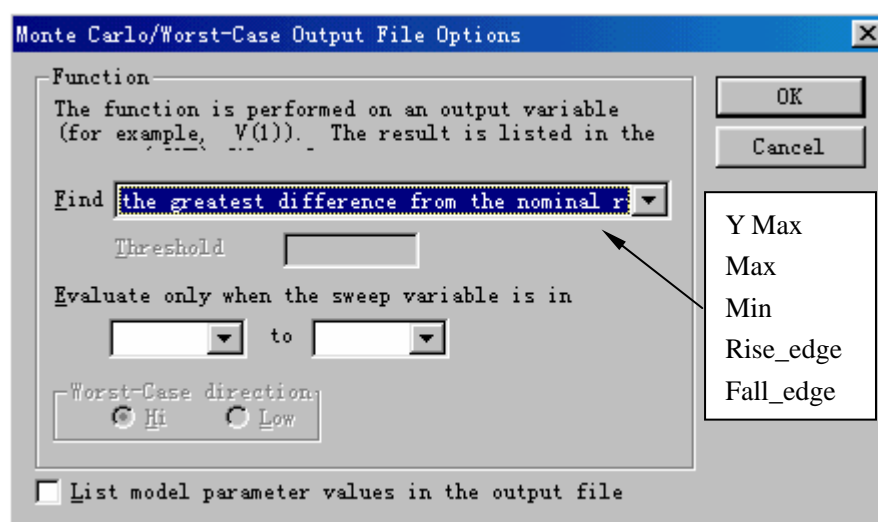 Monte Carlo/Worst-Case Output File Options
Function
The function is performed on an output variable
(for example, V(1)). The result is listed in the
OK
Cancel
Find the greatest difference from the nominal r
Threshold
Evaluate only when the sweep variable is in
to
Worst-Case direction
Hi Low
List model parameter values in the output file
Y Max
Max
Min
Rise_edge
Fall_edge